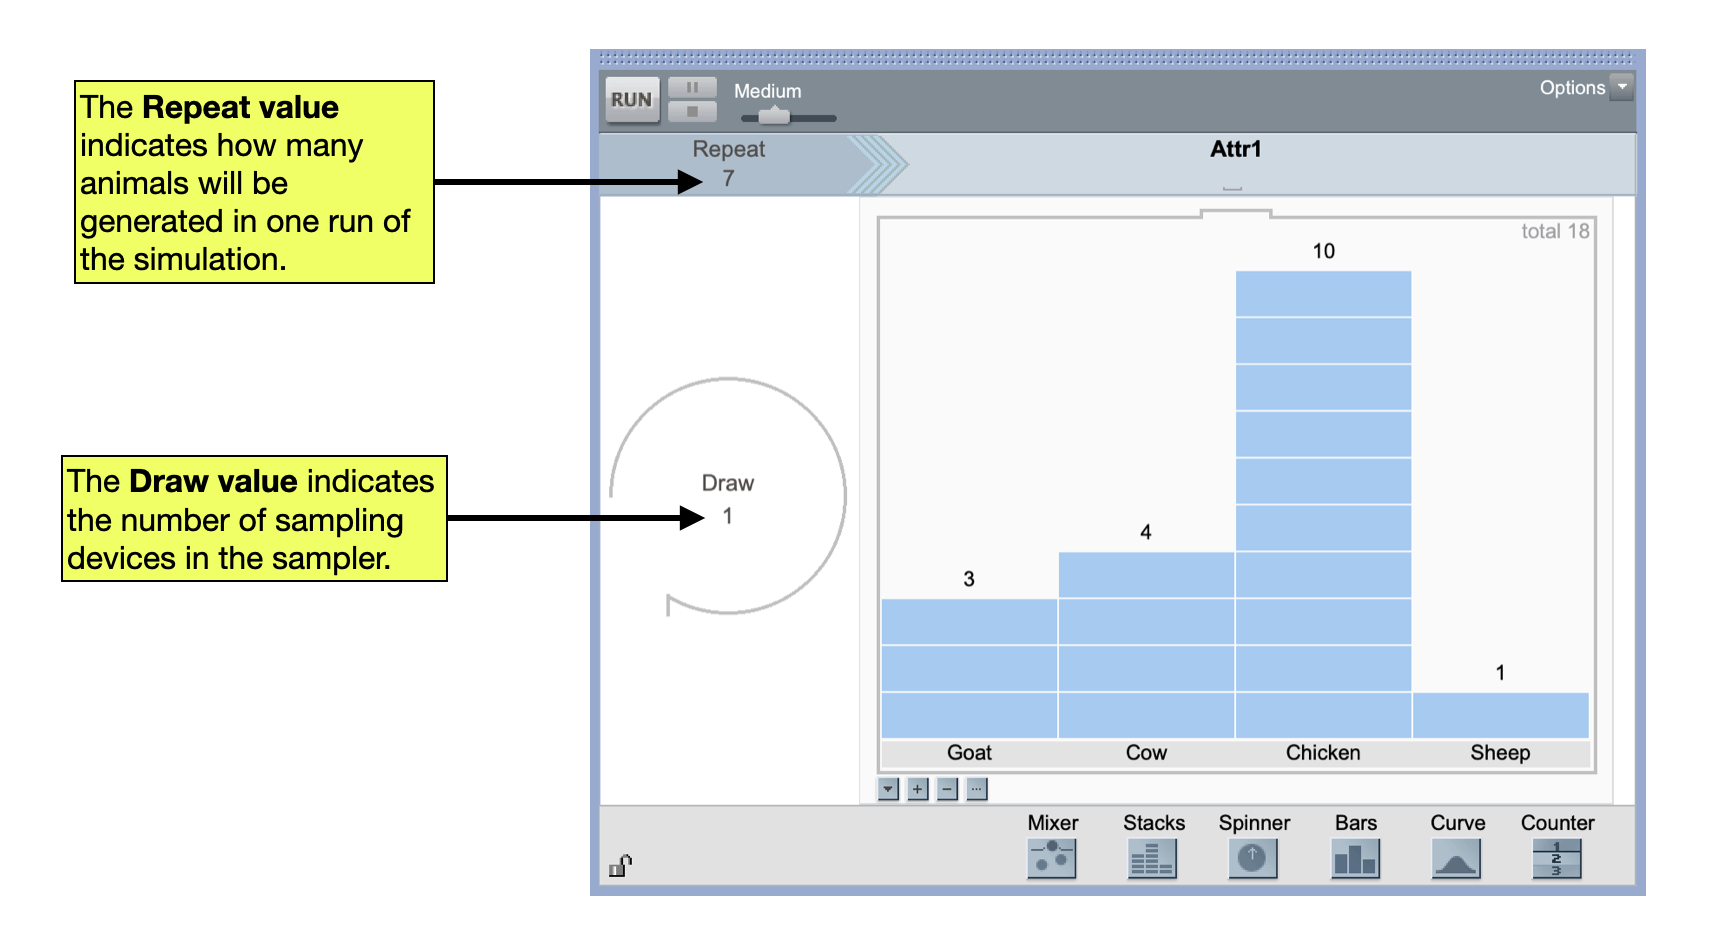 The Repeat value
indicates how many
animals will be
generated in one run of
the simulation.
The Draw value indicates
the number of sampling
devices in the sampler.
RUN
Medium
Options
Repeat
7
Attr1
total 18
Draw
1
3
4
10
1
Goat Cow Chicken Sheep
Mixer Stacks Spinner Bars Curve Counter
1
2
3